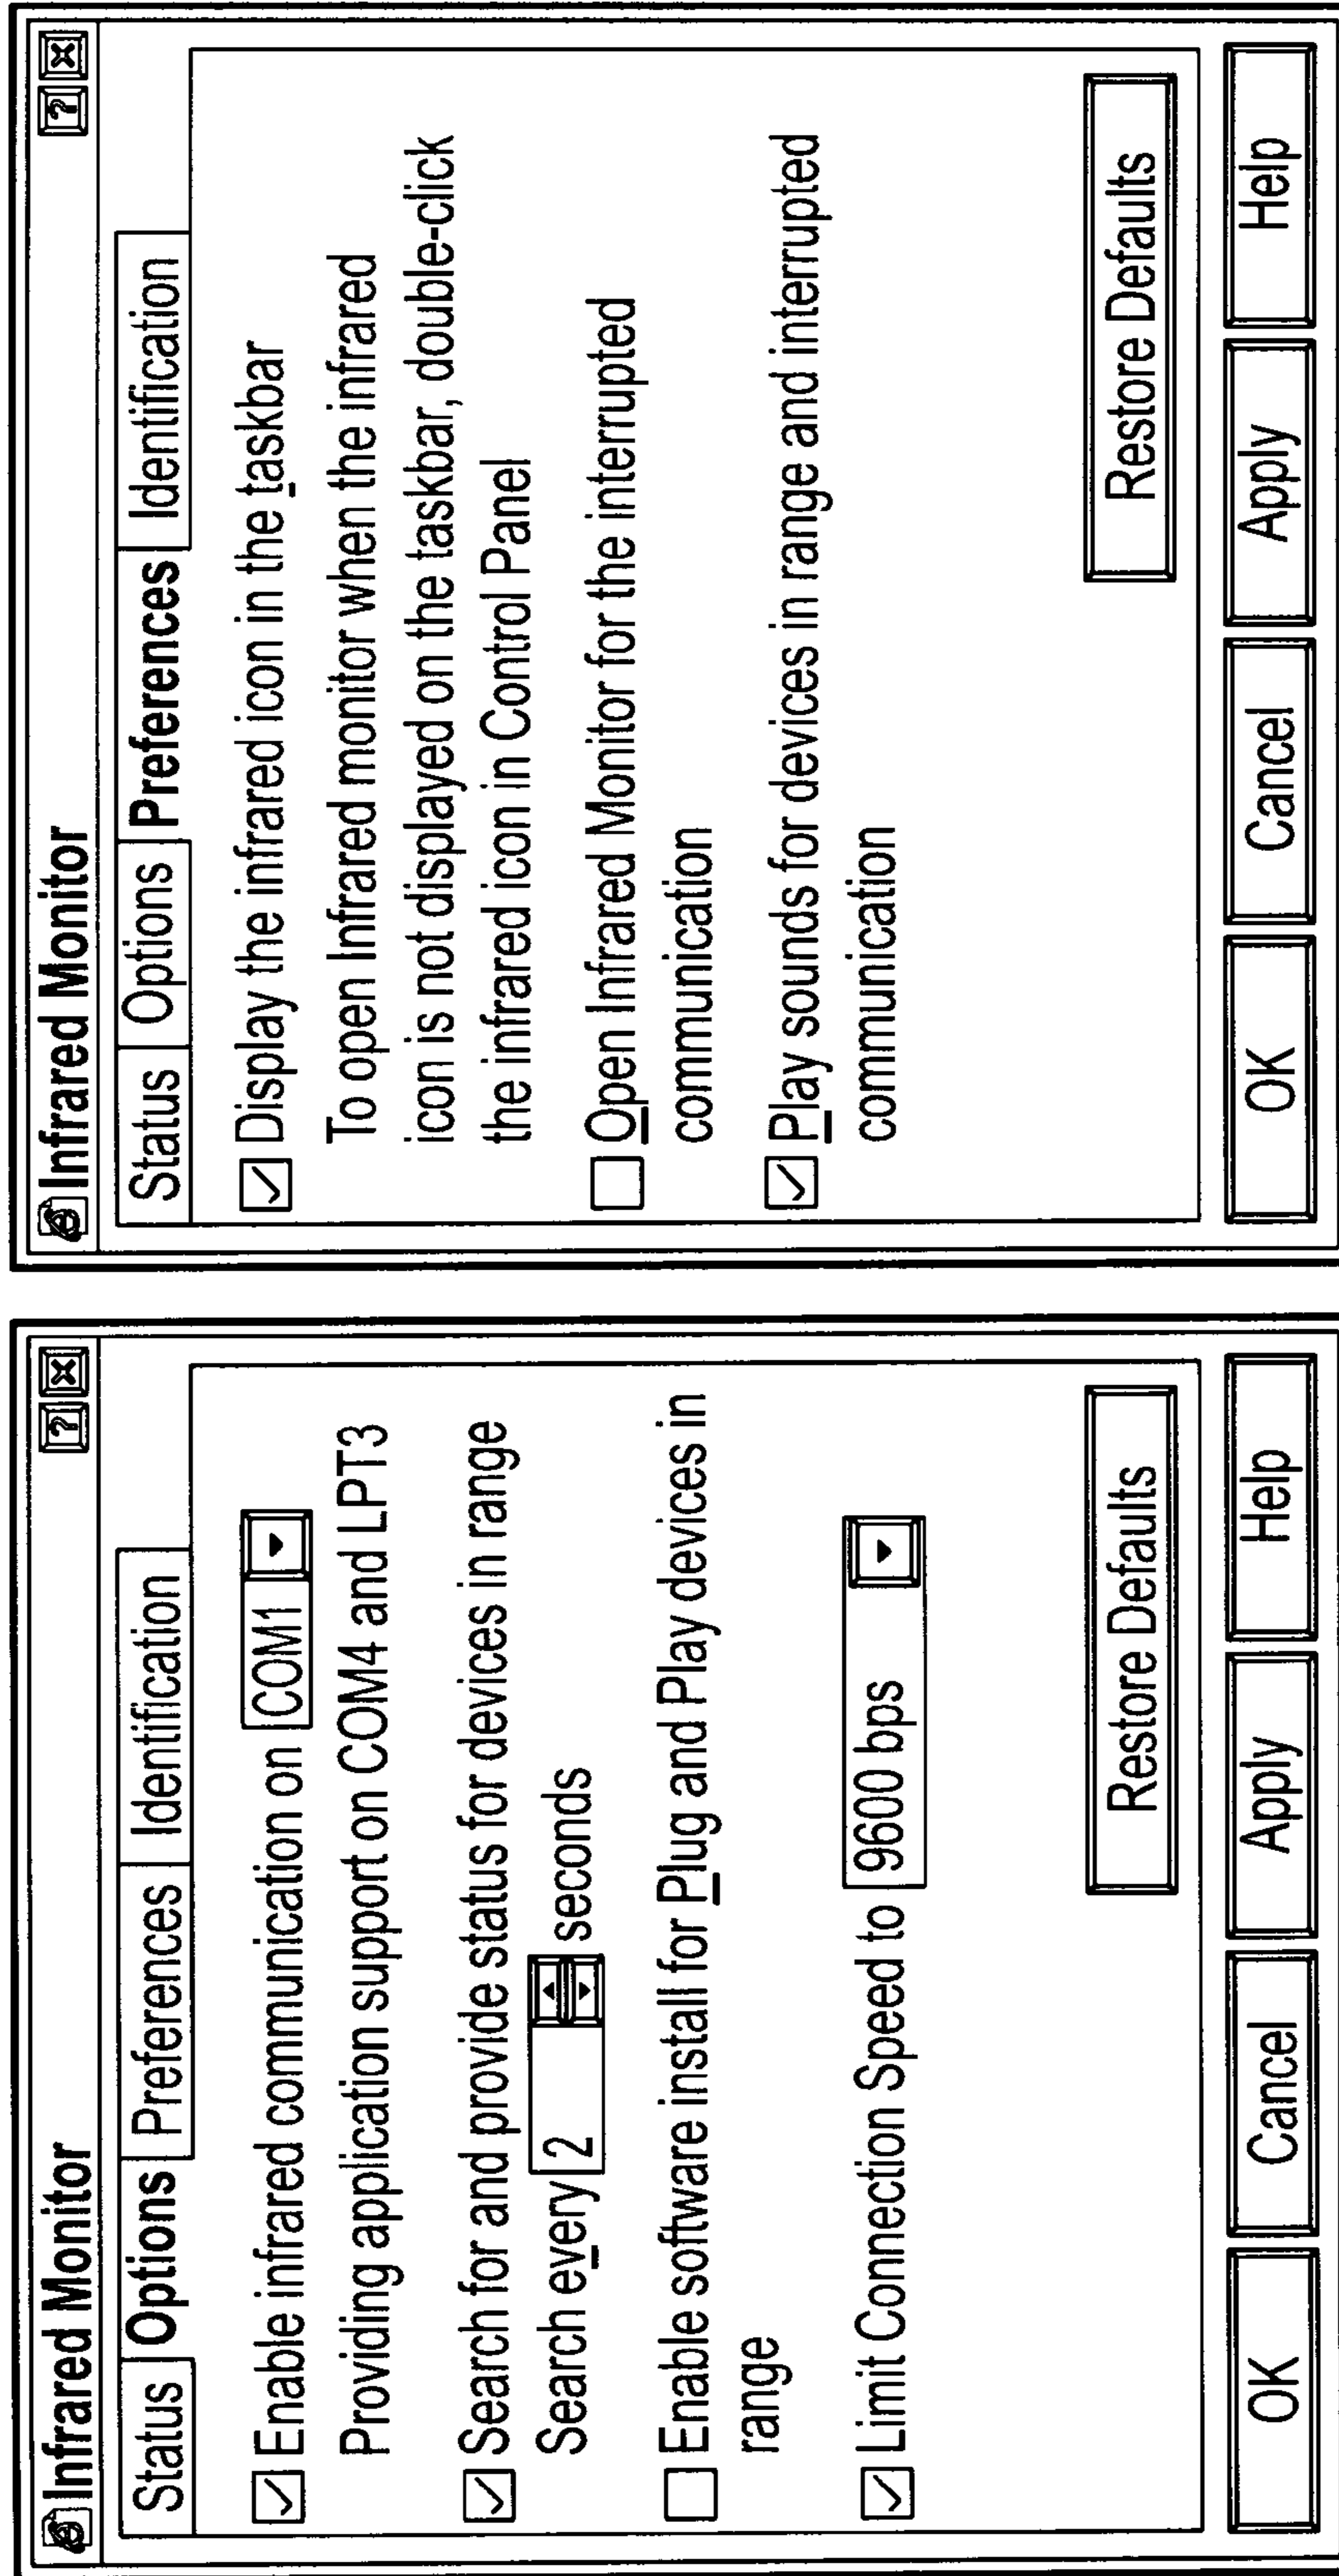 Infrared Monitor
? X
Status Options Preferences Identification
Enable infrared communication on COM1
Providing application support on COM4 and LPT3
Search for and provide status for devices in range
Search every 2 seconds
Enable software install for Plug and Play devices in
range
Limit Connection Speed to 9600 bps
Restore Defaults
OK Cancel Apply Help
Infrared Monitor
? X
Status Options Preferences Identification
Display the infrared icon in the taskbar
To open Infrared monitor when the infrared
icon is not displayed on the taskbar, double-click
the infrared icon in Control Panel
Open Infrared Monitor for the interrupted
communication
Play sounds for devices in range and interrupted
communication
Restore Defaults
OK Cancel Apply Help